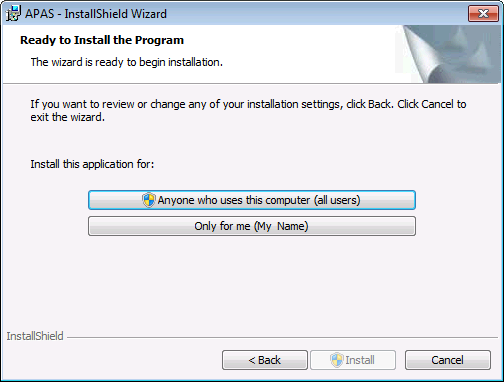 APAS - InstallShield Wizard
Ready to Install the Program
The wizard is ready to begin installation.
If you want to review or change any of your installation settings, click Back. Click Cancel to
exit the wizard.
Install this application for:
Anyone who uses this computer (all users)
Only for me (My  Name)
InstallShield
< Back
Install
Cancel